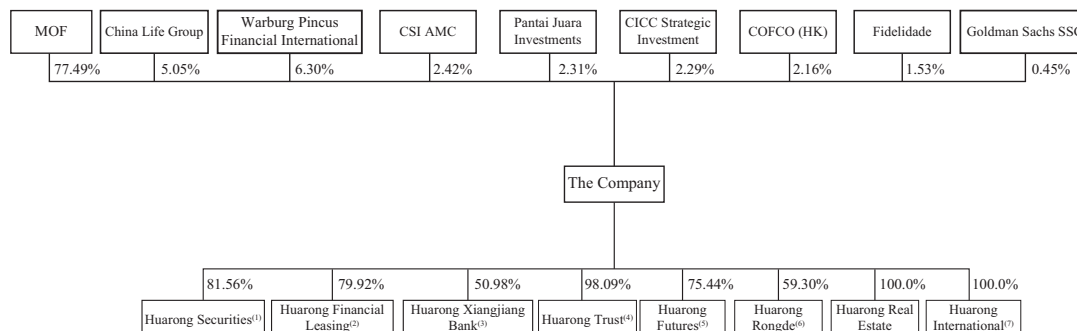 MOF
China Life Group
Warburg Pincus
Financial International
CSI AMC
Pantai Juara
Investments
CICC Strategic
Investment
COFCO (HK)
Fidelidade
Goldman Sachs SSG
77.49%
5.05%
6.30%
2.42%
2.31%
2.29%
2.16%
1.53%
0.45%
The Company
81.56%
79.92%
50.98%
98.09%
75.44%
59.30%
100.0%
100.0%
Huarong Securities(1)
Huarong Financial
Leasing(2)
Huarong Xiangjiang
Bank(3)
Huarong Trust(4)
Huarong
Futures(5)
Huarong
Rongde(6)
Huarong Real Estate
Huarong
International(7)